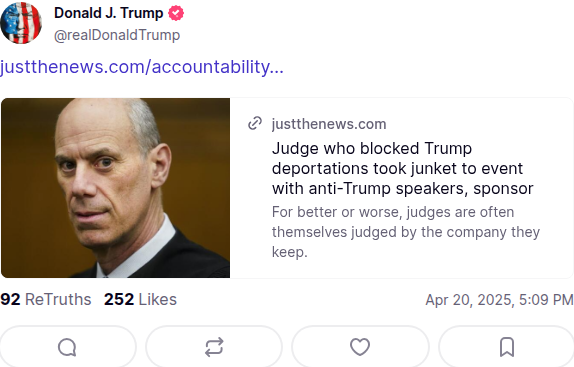 Donald J. Trump
@realDonaldTrump
justthenews.com/accountability...
justthenews.com
Judge who blocked Trump
deportations took junket to event
with anti-Trump speakers, sponsor
For better or worse, judges are often
themselves judged by the company they
keep.
92 ReTruths 252 Likes
Apr 20, 2025, 5:09 PM